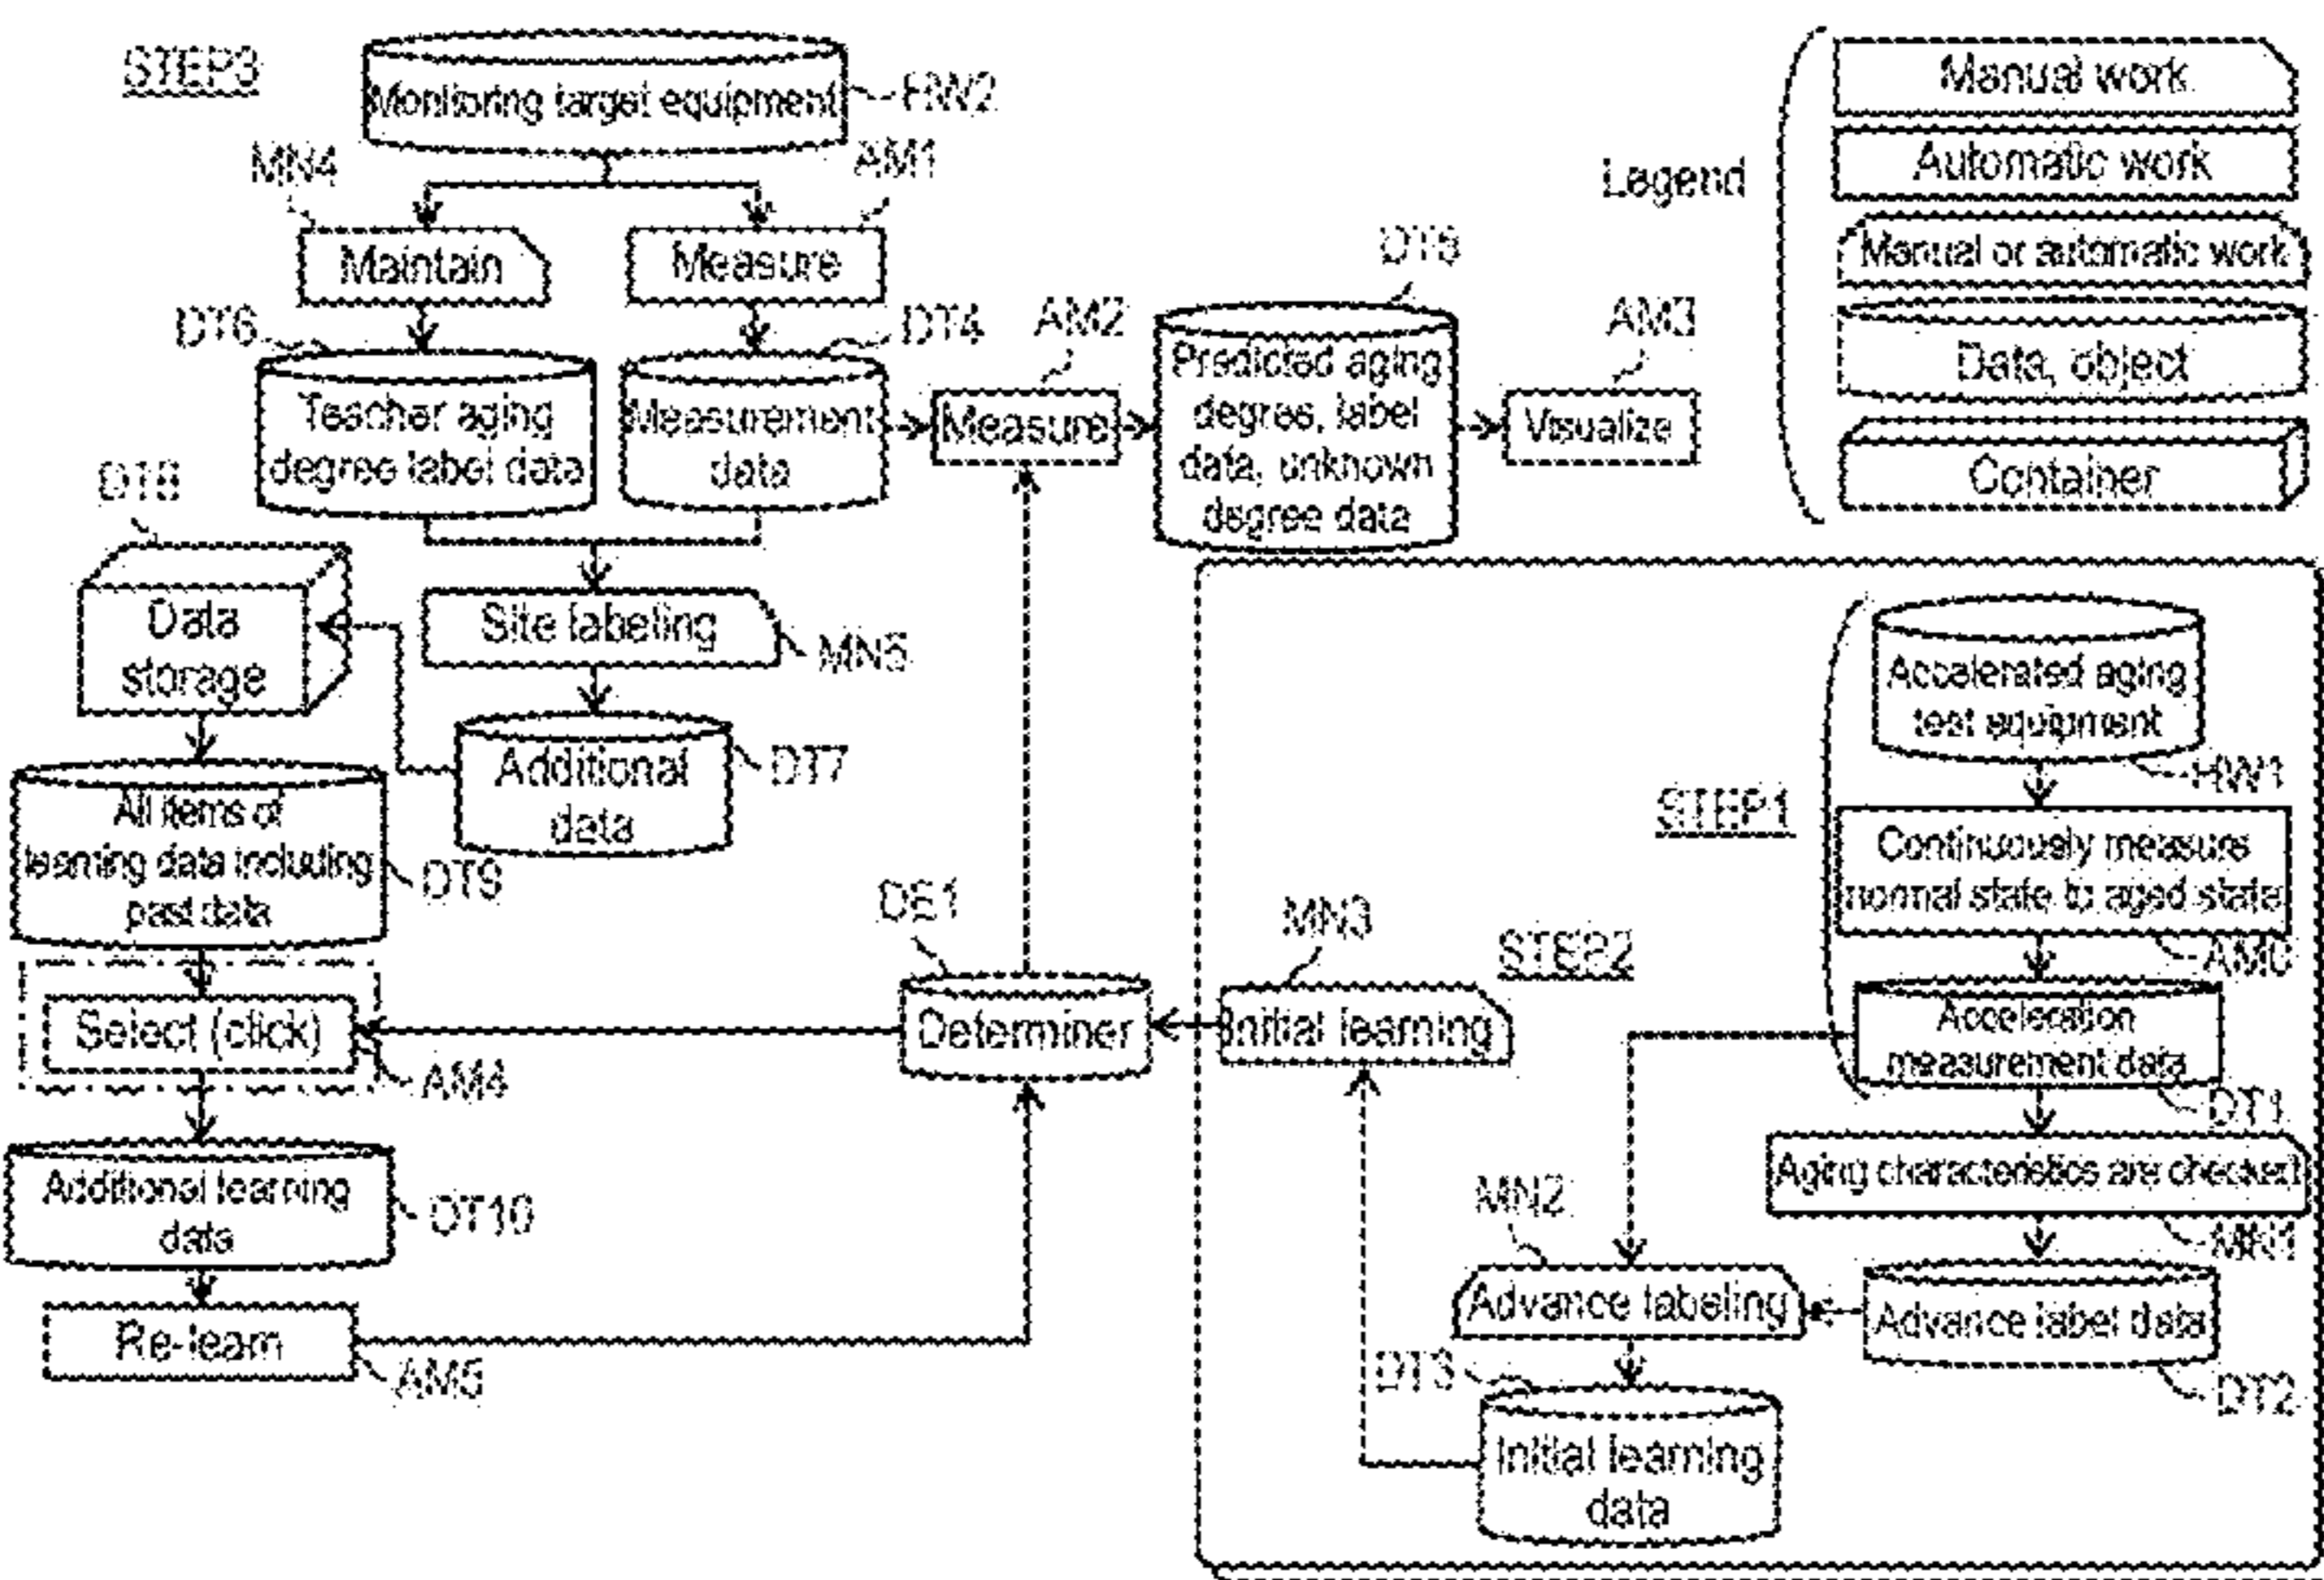 STEP3
Monitoring target equipment
HW2
MN4
AM1
Maintain
Measure
DT6
DT4
AM2
AM3
Teacher aging
degree label data
Measurement
data
Measure
Predicted aging
degree, label
data, unknown
degree data
Visualize
Legend
Manual work
Automatic work
Manual or automatic work
Data, object
Container
Data
storage
Site labeling
MN5
Additional
data
DT7
All items of
learning data including
past data
DT9
Select (click)
AM4
Additional learning
data
DT10
Re-learn
AM5
Determiner
MN3
Initial learning
STEP2
STEP1
Accelerated aging
test equipment
HW1
Continuously measure
normal state to aged state
AM0
Acceleration
measurement data
DT1
Aging characteristics are checked
MN1
MN2
Advance labeling
Advance label data
DT2
DT3
Initial learning
data